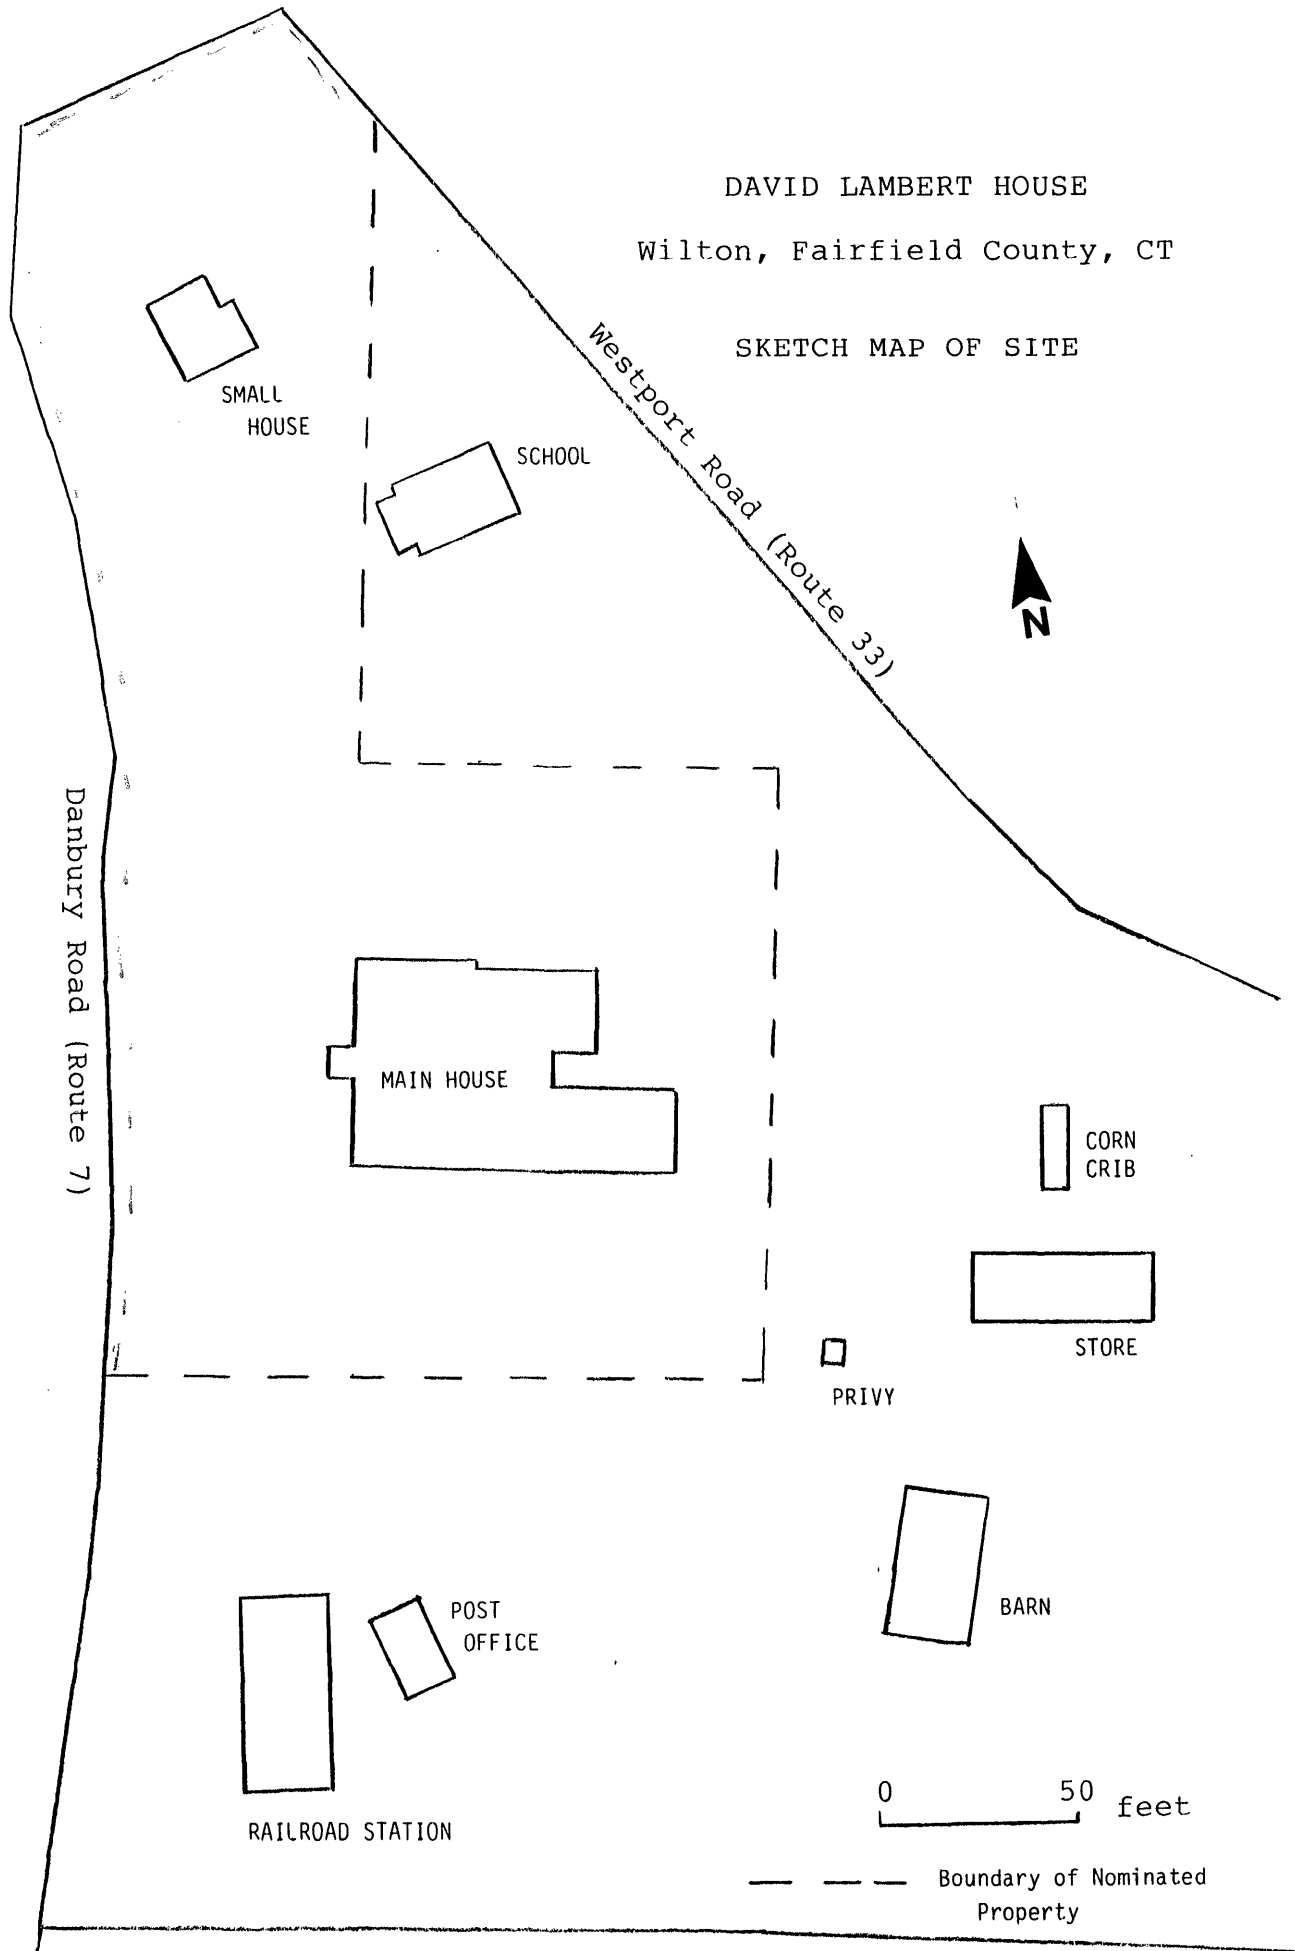 DAVID LAMBERT HOUSE
Wilton, Fairfield County, CT
SKETCH MAP OF SITE
Westport Road (Route 33)
SMALL
HOUSE
SCHOOL
N
Danbury Road (Route 7)
MAIN HOUSE
CORN
CRIB
STORE
PRIVY
BARN
POST
OFFICE
RAILROAD STATION
0 50 feet
Boundary of Nominated
Property